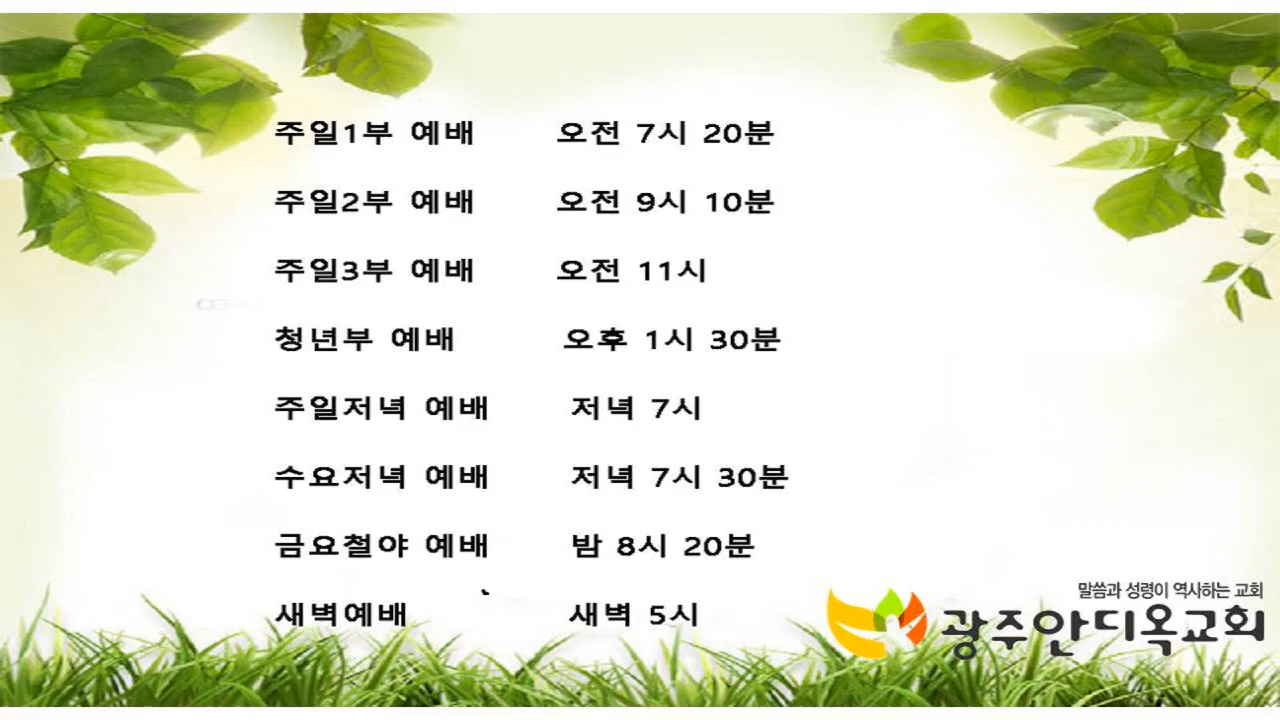 주일1부 예배 오전 7시 20분
주일2부 예배 오전 9시 10분
주일3부 예배 오전 11시
청년부 예배 오후 1시 30분
주일저녁 예배 저녁 7시
수요저녁 예배 저녁 7시 30분
금요철야 예배 밤 8시 20분
새벽예배 새벽 5시
말씀과 성령이 역사하는 교회
광주안디옥교회